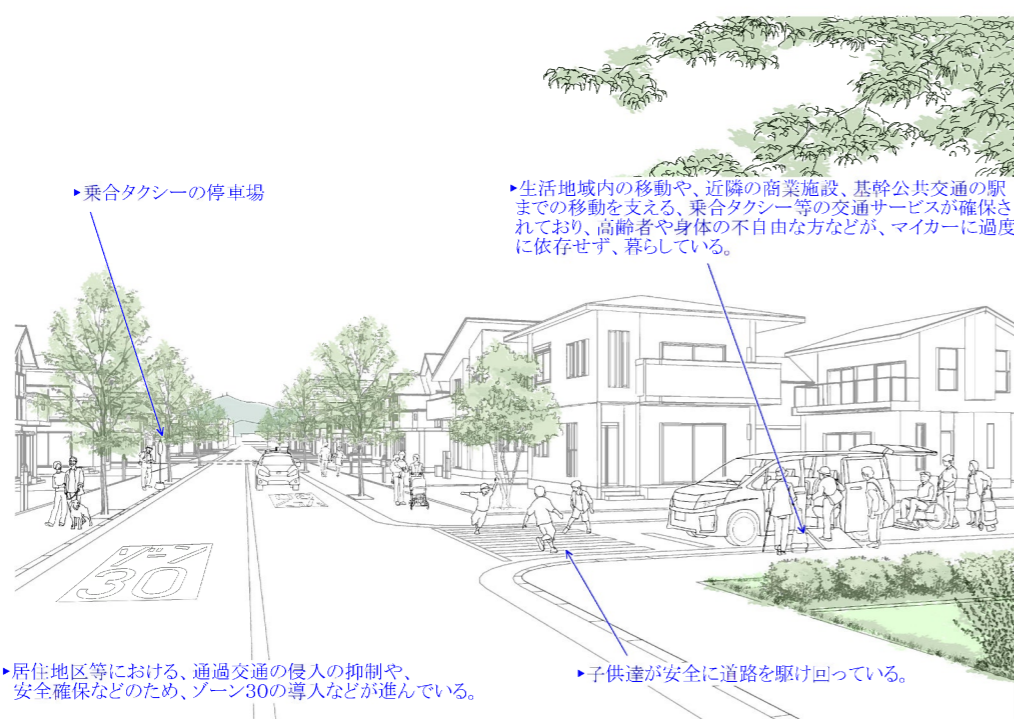 ▸乗合タクシーの停車場
▸生活地域内の移動や、近隣の商業施設、基幹公共交通の駅
までの移動を支える、乗合タクシー等の交通サービスが確保さ
れており、高齢者や身体の不自由な方などが、マイカーに過度
に依存せず、暮らしている。
ゾーン
30
▸居住地区等における、通過交通の侵入の抑制や、
安全確保などのため、ゾーン30の導入などが進んでいる。
▸子供達が安全に道路を駆け回っている。